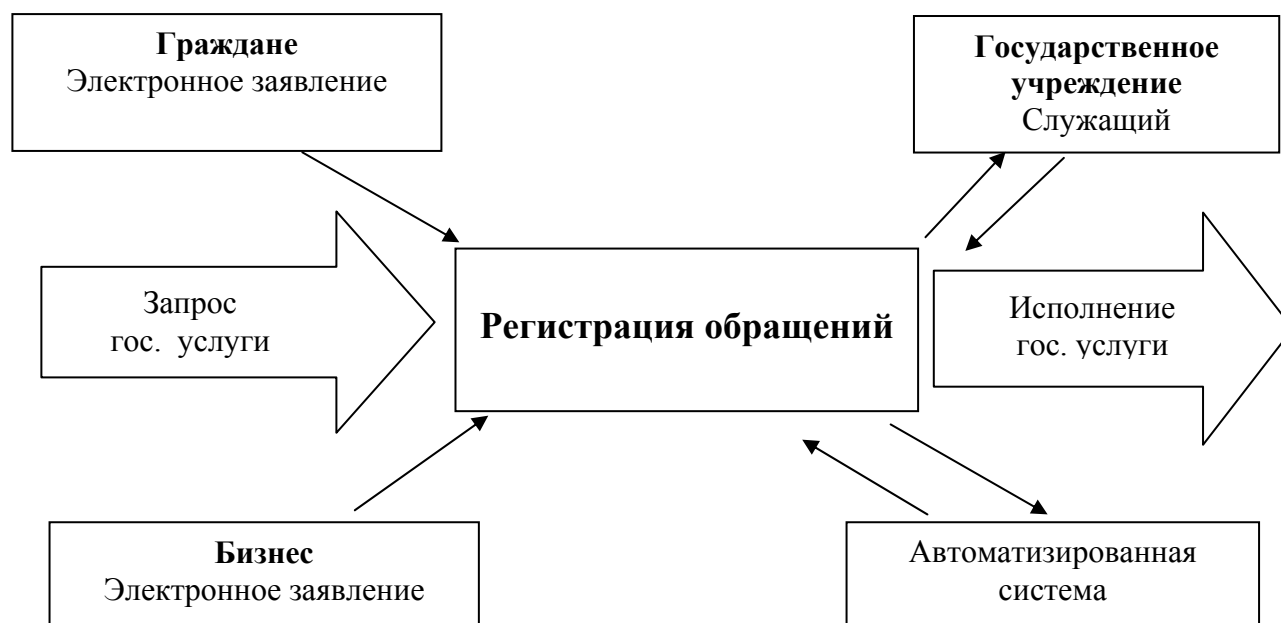 Граждане
Электронное заявление
Государственное
учреждение
Служащий
Запрос
гос. услуги
Регистрация обращений
Исполнение
гос. услуги
Бизнес
Электронное заявление
Автоматизированная
система